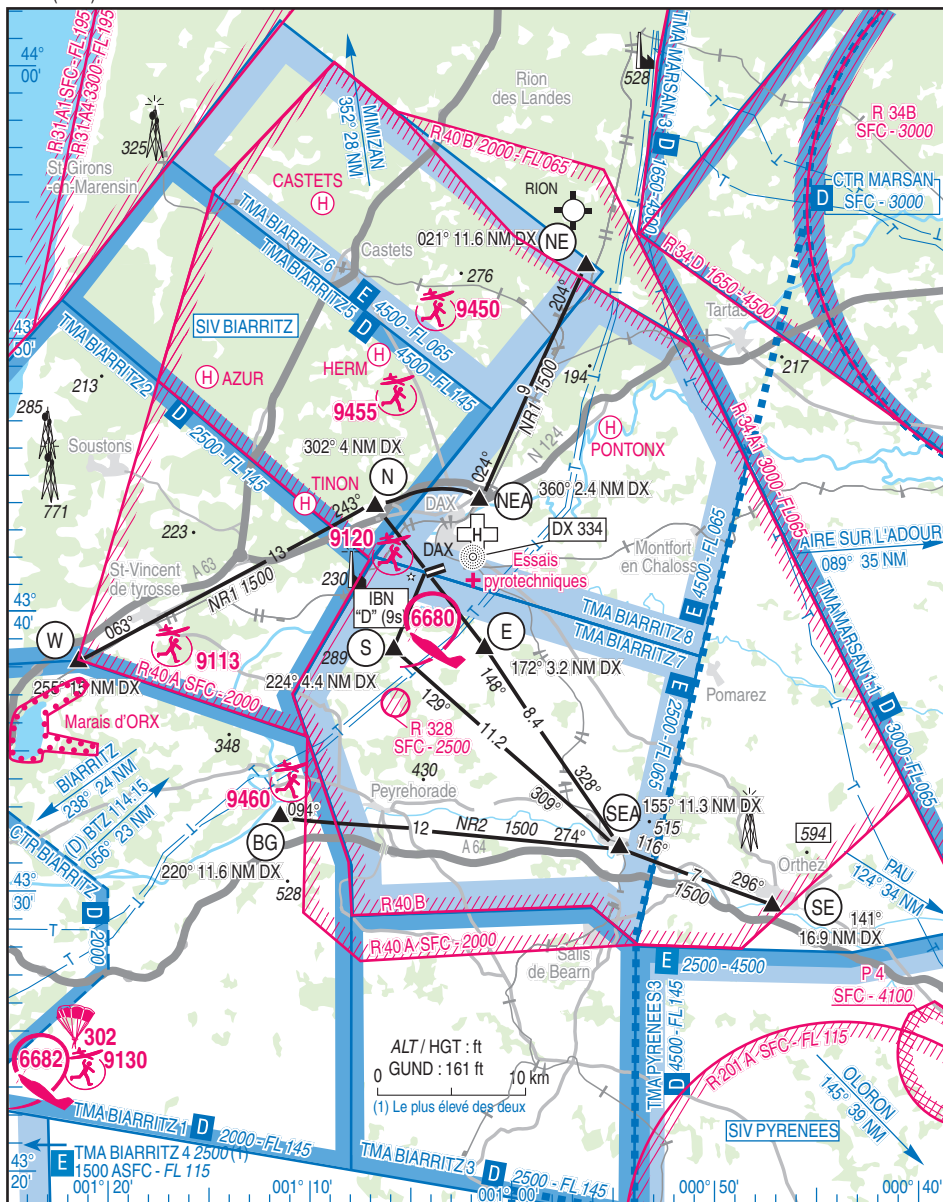 44°
00'
R31 A1 SFC - FL 195
R31 A4 3300 - FL 195
325
St-Girons
-en-Marensin
MIMIZAN
352° 28 NM
Rion
des Landes
528
TMA MARSAN 3 D 1650-4500
R 34B
SFC - 3000
D
CTR MARSAN
SFC - 3000
R 40 B 2000 - FL 065
CASTETS
H
RION
021° 11.6 NM DX
NE
TMA BIARRITZ 6
E 4500 - FL 065
TMA BIARRITZ 5
D 4500 - FL 145
Castets
276
9450
204°
R 34 D 1650 - 4500
Tartas
43°
50'
TMA BIARRITZ 2
D 2500 - FL 145
SIV BIARRITZ
213
H AZUR
HERM H
9455
194
9
NR1 1500
217
285
771
Soustons
302° 4 NM DX
N
N 124
H
PONTONX
R 34 A1 3000 - FL 065
TINON
H
243°
DAX
024°
NEA
360° 2.4 NM DX
223
9120
DAX
H
DX 334
Montfort
en Chaloss
AIRE SUR L'ADOUR
089° 35 NM
St-Vincent
de tyrosse
A 63
13
NR1 1500
Essais
pyrotechniques
E 4500 - FL 065
230
IBN
"D" (9s)
6680
TMA BIARRITZ 8
TMA BIARRITZ 7
43°
40'
W
063°
255° 15 NM DX
9113
289
S
224° 4.4 NM DX
E
172° 3.2 NM DX
E 2500 - FL 065
TMA MARSAN 1.1 D 3000 - FL 065
R 40 A SFC - 2000
129°
148°
Pomarez
Marais d'ORX
R 328
SFC - 2500
11.2
8.4
348
BIARRITZ
238° 24 NM
(D) BTZ 114.15
056° 23 NM
430
Peyrehorade
328°
309°
9460
094°
SEA
155° 11.3 NM DX
515
116°
594
12
NR2
1500
274°
A 64
BG
220° 11.6 NM DX
528
CTR BIARRITZ
D 2000
7
1500
296°
Orthez
PAU
124° 34 NM
43°
30'
SE
141°
16.9 NM DX
R 40 B
R 40 A SFC - 2000
Salis
de Bearn
E 2500 - 4500
P 4
SFC - 4100
TMA PYRENEES 3
D 4500 - FL 145
302
6682
9130
ALT / HGT : ft
GUND : 161 ft
0 10 km
(1) Le plus élevé des deux
R 201 A SFC - FL 115
OLORON
145° 39 NM
SIV PYRENEES
TMA BIARRITZ 1 D 2000 - FL 145
E TMA BIARRITZ 4 2500 (1)
1500 ASFC - FL 115
TMA BIARRITZ 3 D 2500 - FL 145
43°
20'
001° 20'
001° 10'
001° 00'
000° 50'
000° 40'